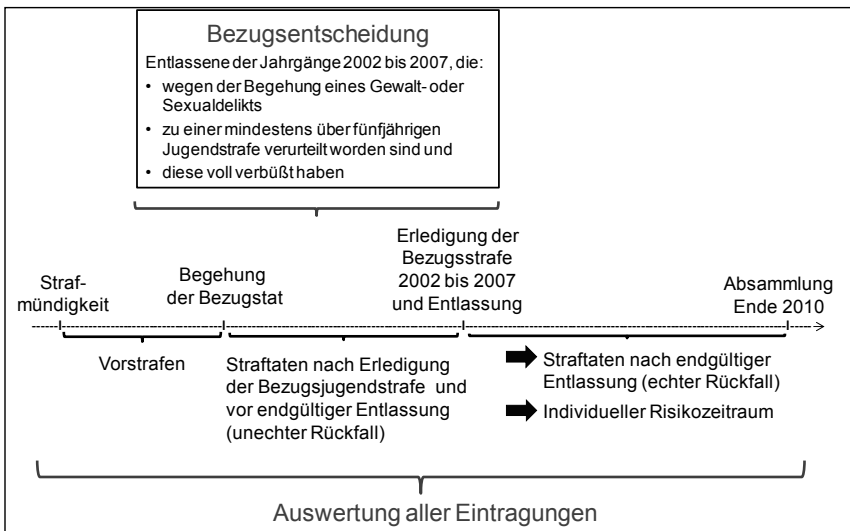 Bezugsentscheidung
Entlassene der Jahrgänge 2002 bis 2007, die:
• wegen der Begehung eines Gewalt- oder
Sexualdelikts
• zu einer mindestens über fünfjährigen
Jugendstrafe verurteilt worden sind und
• diese voll verbüßt haben
Straf-
mündigkeit
Begehung
der Bezugstat
Erledigung der
Bezugsstrafe
2002 bis 2007
und Entlassung
Absammlung
Ende 2010
Vorstrafen
Straftaten nach Erledigung
der Bezugsjugendstrafe und
vor endgültiger Entlassung
(unechter Rückfall)
Straftaten nach endgültiger
Entlassung (echter Rückfall)
Individueller Risikozeitraum
Auswertung aller Eintragungen